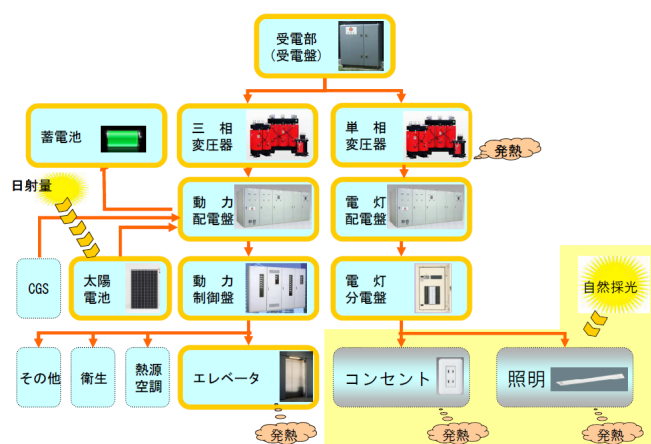 受電部
(受電盤)
蓄電池
三 相
変圧器
単 相
変圧器
発熱
日射量
動 力
配電盤
電 灯
配電盤
CGS
太陽
電池
動 力
制御盤
電 灯
分電盤
自然採光
その他
衛生
熱源
空調
エレベータ
コンセント
照明
発熱
発熱
発熱